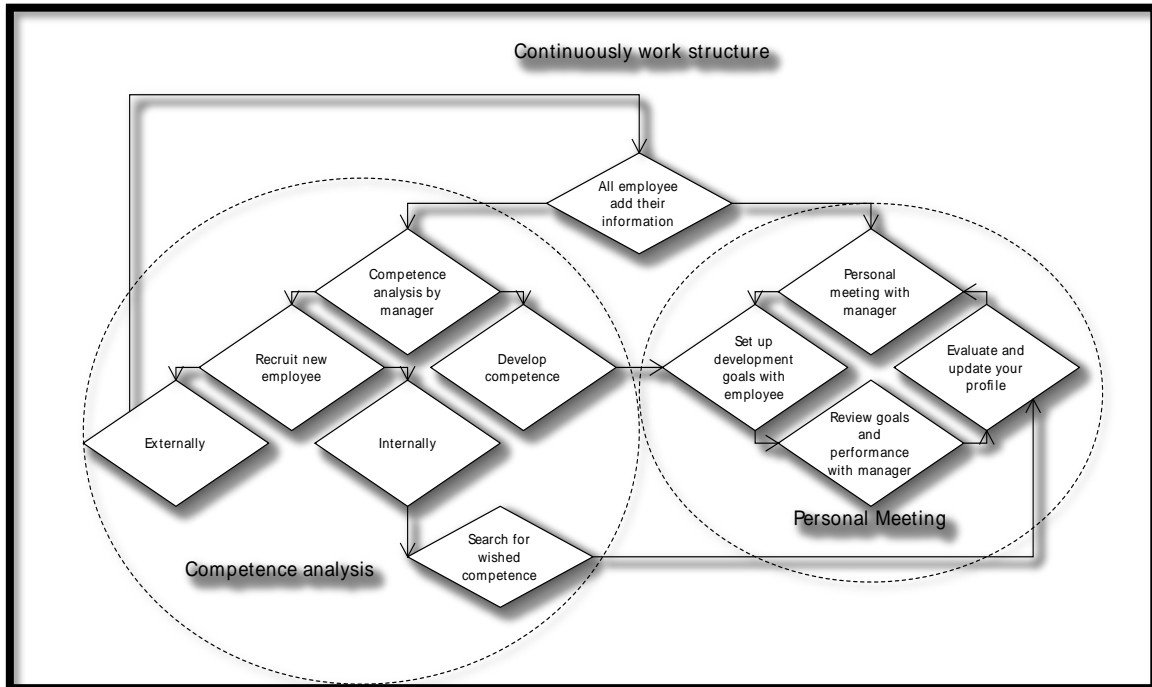 Continuously work structure
All employee
add their
information
Competence
analysis by
manager
Personal
meeting with
manager
Recruit new
employee
Develop
competence
Set up
development
goals with
employee
Evaluate and
update your
profile
Externally
Internally
Review goals
and
performance
with manager
Personal Meeting
Search for
wished
competence
Competence analysis